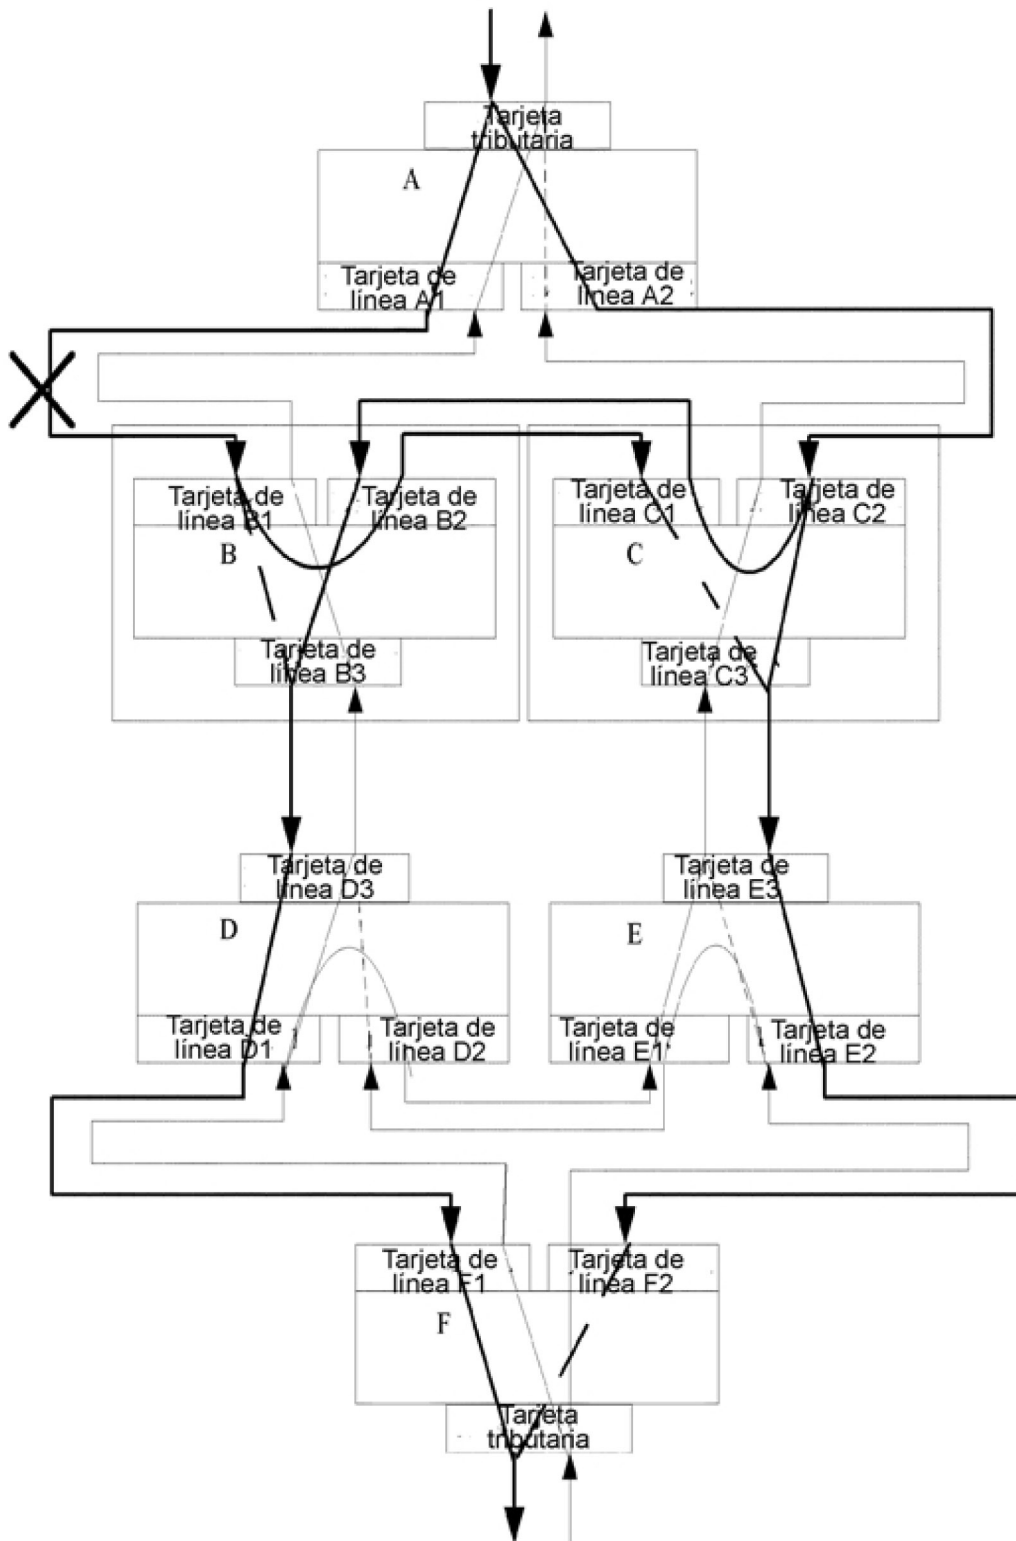 Tarjeta
tributaria
A
Tarjeta de
línea A1
Tarjeta de
línea A2
Tarjeta de
línea B1
Tarjeta de
línea B2
B
Tarjeta de
línea B3
Tarjeta de
línea C1
Tarjeta de
línea C2
C
Tarjeta de
línea C3
Tarjeta de
línea D3
D
Tarjeta de
línea D1
Tarjeta de
línea D2
Tarjeta de
línea E3
E
Tarjeta de
línea E1
Tarjeta de
línea E2
Tarjeta de
línea F1
Tarjeta de
línea F2
F
Tarjeta
tributaria